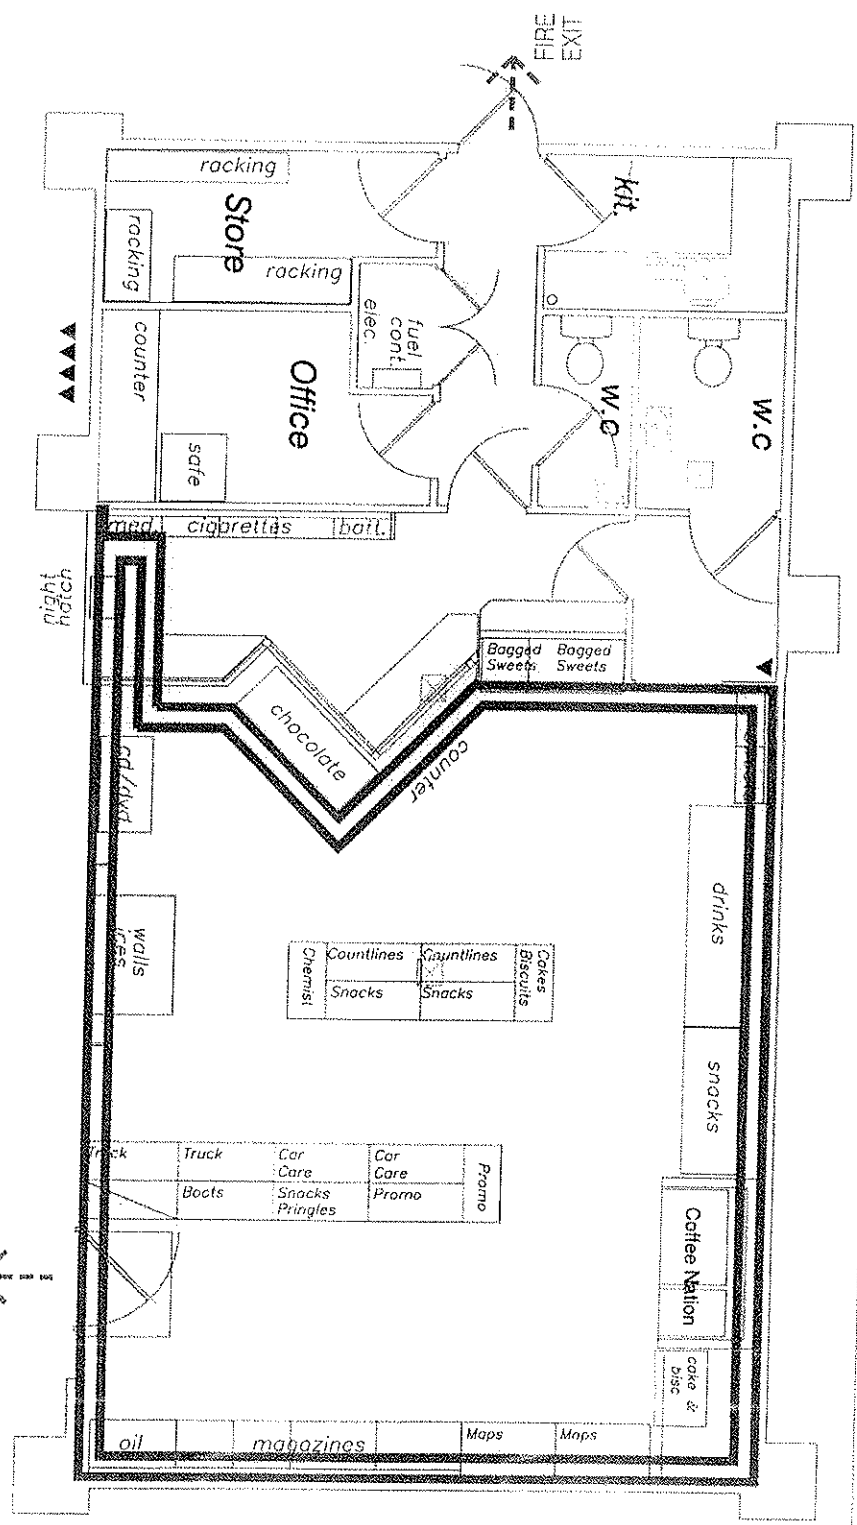 FIRE
EXIT
racking
Store
racking
racking
kit.
fuel
cont.
elec.
counter
Office
safe
w.c
w.c
med.
cigarettes
batt.
night
hatch
Bagged
Sweets
Bagged
Sweets
chocolate
counter
cd/dvd
walls
ices
drinks
snacks
Chemist
Countlines
Countlines
Snacks
Snacks
Cakes
Biscuits
Truck
Truck
Car
Care
Car
Care
Boots
Snacks
Pringles
Promo
Promo
Coffee Nation
cake &
bisc
oil
magazines
Maps
Maps